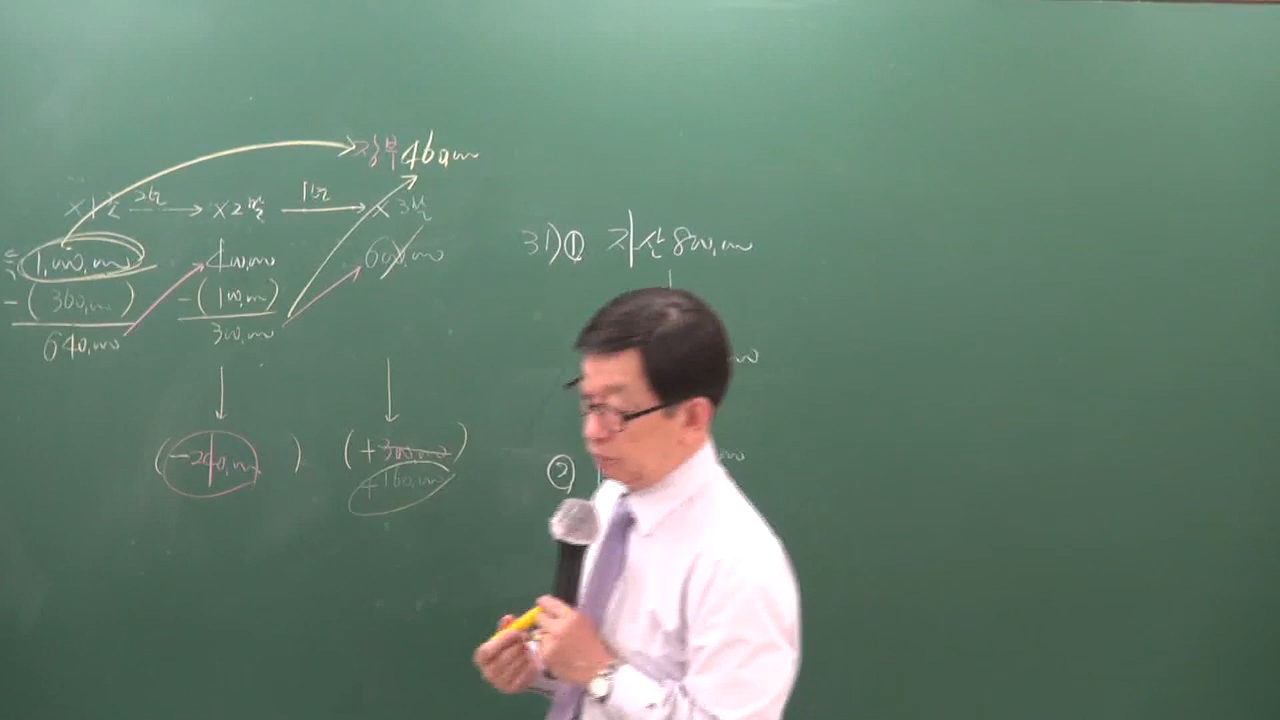 장부 460,000
×1년 2년 ×2년말 1년 ×3년말
1,000,000 400,000 600,000
-(360,000) -(100,000)
640,000 300,000
(-240,000) (+300,000)
+160,000
31) ① 자산 800,000
②